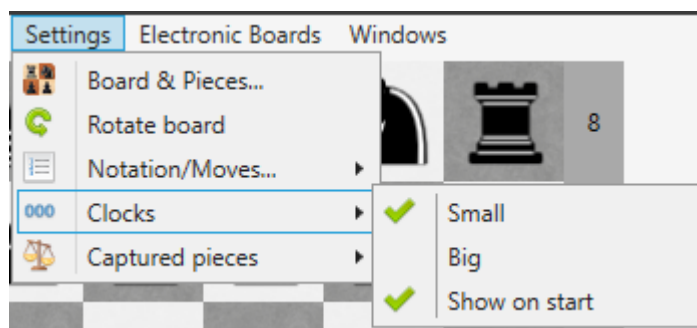 Settings Electronic Boards Windows
Board & Pieces...
Rotate board
8
Notation/Moves...
000 Clocks
Small
Captured pieces
Big
Show on start